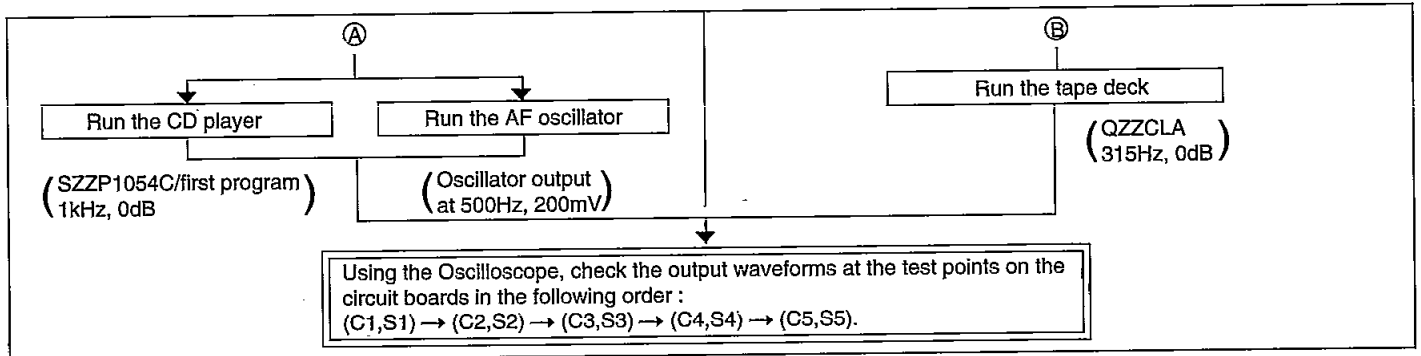 Ⓐ
Ⓑ
Run the CD player
Run the AF oscillator
Run the tape deck
(SZZP1054C/first program)
1kHz, 0dB
(Oscillator output)
at 500Hz, 200mV
(QZZCLA)
315Hz, 0dB
Using the Oscilloscope, check the output waveforms at the test points on the
circuit boards in the following order :
(C1,S1) → (C2,S2) → (C3,S3) → (C4,S4) → (C5,S5).